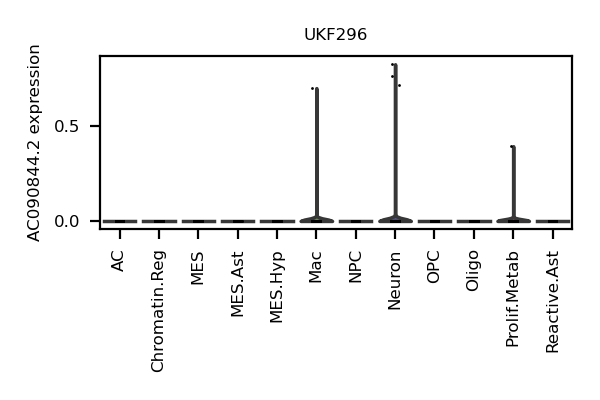 UKF296
AC090844.2 expression
0.5
0.0
AC
Chromatin.Reg
MES
MES.Ast
MES.Hyp
Mac
NPC
Neuron
OPC
Oligo
Prolif.Metab
Reactive.Ast